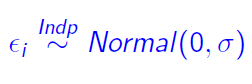 ϵᵢ ~^Indp Normal(0, σ)